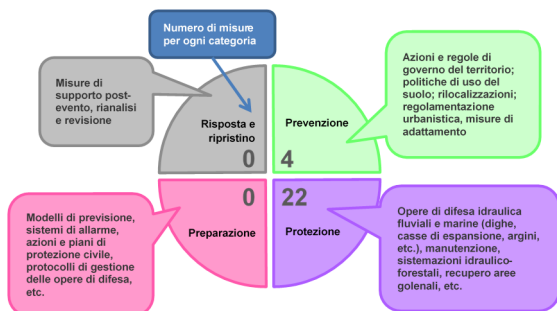 Numero di misure
per ogni categoria
Misure di
supporto post-
evento, rianalisi
e revisione
Risposta e
ripristino
0
Prevenzione
4
Azioni e regole di
governo del territorio;
politiche di uso del
suolo; rilocalizzazioni;
regolamentazione
urbanistica, misure di
adattamento
Modelli di previsione,
sistemi di allarme,
azioni e piani di
protezione civile,
protocolli di gestione
delle opere di difesa,
etc.
0
Preparazione
22
Protezione
Opere di difesa idraulica
fluviali e marine (dighe,
casse di espansione, argini,
etc.), manutenzione,
sistemazioni idraulico-
forestali, recupero aree
golenali, etc.